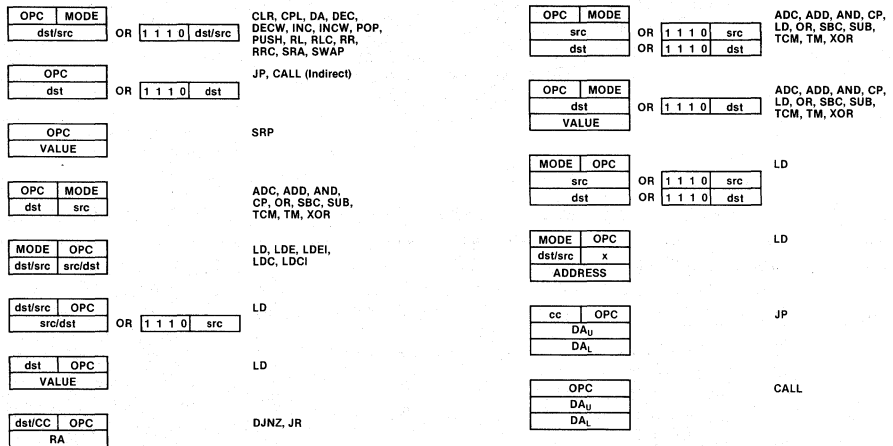 OPC MODE
dst/src OR 1 1 1 0 dst/src
CLR, CPL, DA, DEC,
DECW, INC, INCW, POP,
PUSH, RL, RLC, RR,
RRC, SRA, SWAP
OPC
dst OR 1 1 1 0 dst
JP, CALL (Indirect)
OPC
VALUE
SRP
OPC MODE
dst src
ADC, ADD, AND,
CP, OR, SBC, SUB,
TCM, TM, XOR
MODE OPC
dst/src src/dst
LD, LDE, LDEI,
LDC, LDCI
dst/src OPC
src/dst OR 1 1 1 0 src
LD
dst OPC
VALUE
LD
dst/CC OPC
RA
DJNZ, JR
OPC MODE
src OR 1 1 1 0 src
dst OR 1 1 1 0 dst
ADC, ADD, AND, CP,
LD, OR, SBC, SUB,
TCM, TM, XOR
OPC MODE
dst OR 1 1 1 0 dst
VALUE
ADC, ADD, AND, CP,
LD, OR, SBC, SUB,
TCM, TM, XOR
MODE OPC
src OR 1 1 1 0 src
dst OR 1 1 1 0 dst
LD
MODE OPC
dst/src x
ADDRESS
LD
cc OPC
DAU
DAL
JP
OPC
DAU
DAL
CALL